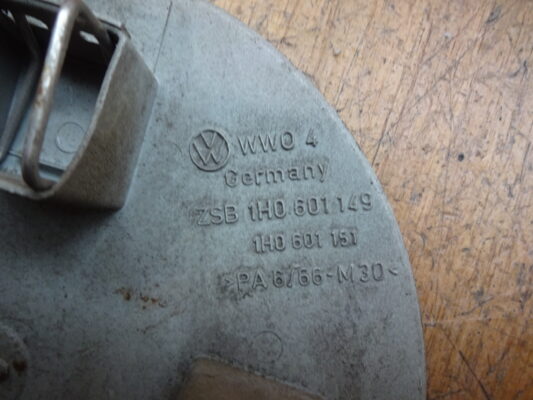 WWO 4
Germany
ZSB 1H0 601 149
1H0 601 151
>PA 6/66-M30<